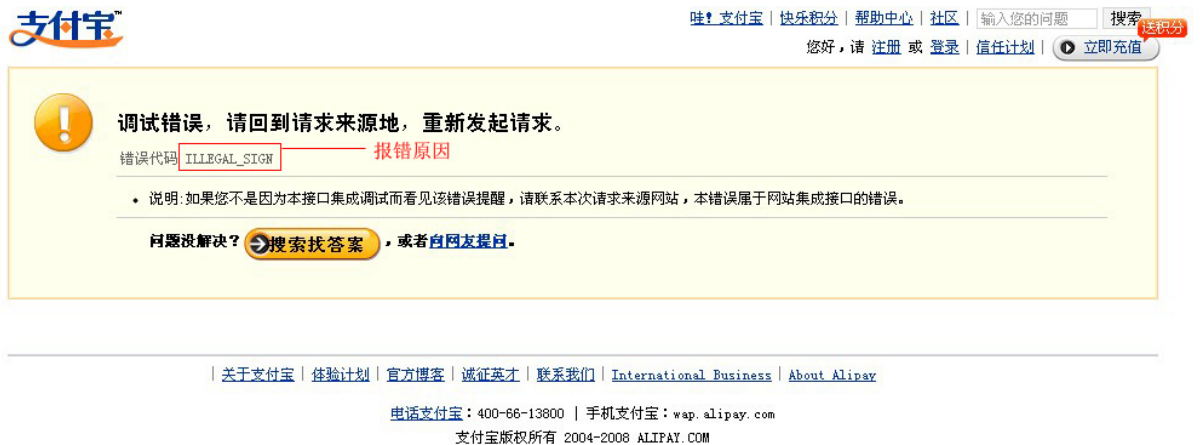 支付宝™ 哇！支付宝 | 快乐积分 | 帮助中心 | 社区 | 输入您的问题 搜索
送积分
您好，请 注册 或 登录 | 信任计划 | 立即充值
调试错误，请回到请求来源地，重新发起请求。
错误代码 ILLEGAL_SIGN 报错原因
• 说明:如果您不是因为本接口集成调试而看见该错误提醒，请联系本次请求来源网站，本错误属于网站集成接口的错误。
问题没解决？ 搜索找答案 ，或者向网友提问。
| 关于支付宝 | 体验计划 | 官方博客 | 诚征英才 | 联系我们 | International Business | About Alipay
电话支付宝：400-66-13800 | 手机支付宝：wap.alipay.com
支付宝版权所有 2004-2008 ALIPAY.COM